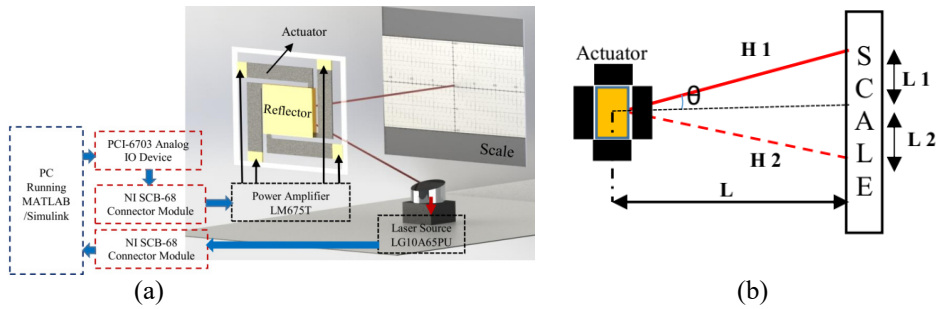 (a)
Actuator
Reflector
Scale
PC
Running
MATLAB
/Simulink
PCI-6703 Analog
IO Device
NI SCB-68
Connector Module
Power Amplifier
LM675T
NI SCB-68
Connector Module
Laser Source
LG10A65PU
(b)
Actuator
H 1
θ
H 2
L
L 1
L 2
SCALE